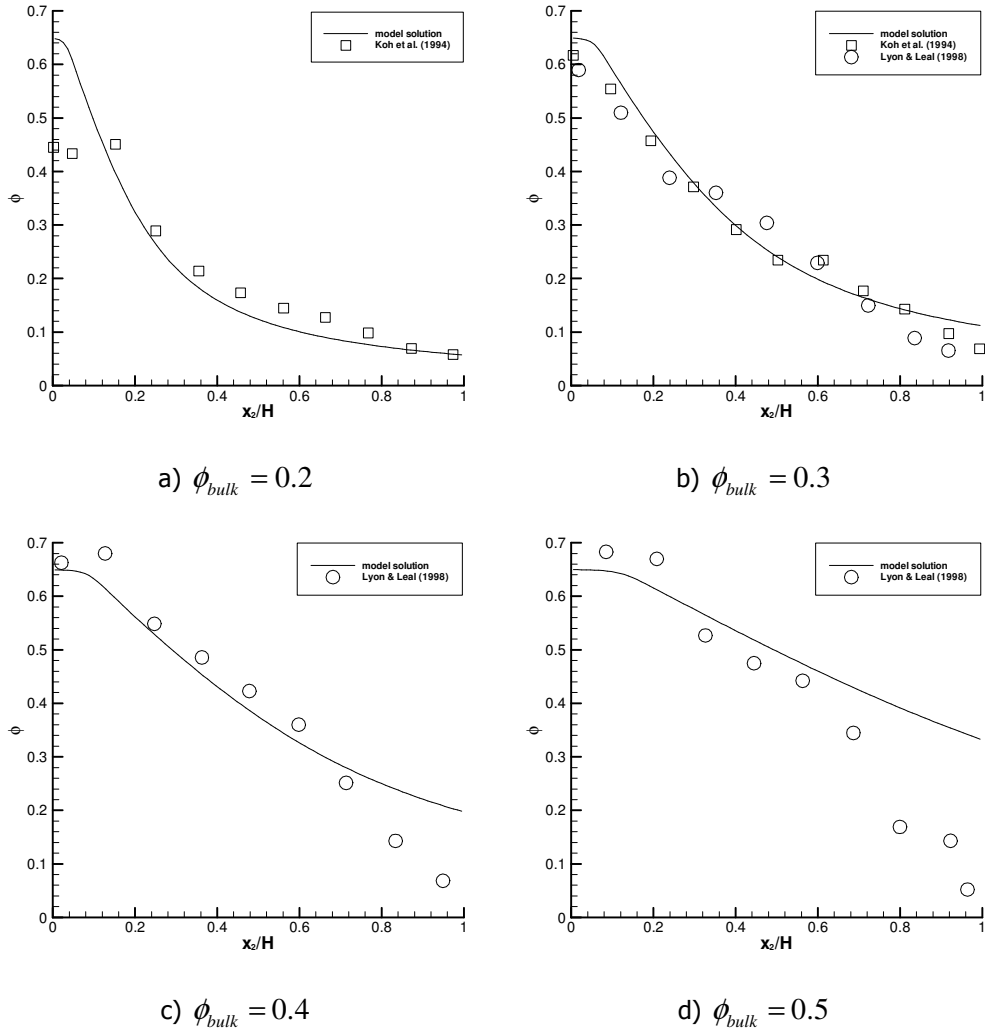 0.7
0.6
0.5
0.4
0.3
0.2
0.1
0
ϕ
model solution
Koh et al. (1994)
0 0.2 0.4 0.6 0.8 1
x₂/H
a) ϕ_bulk = 0.2
0.7
0.6
0.5
0.4
0.3
0.2
0.1
0
ϕ
model solution
Koh et al. (1994)
Lyon & Leal (1998)
0 0.2 0.4 0.6 0.8 1
x₂/H
b) ϕ_bulk = 0.3
0.7
0.6
0.5
0.4
0.3
0.2
0.1
0
ϕ
model solution
Lyon & Leal (1998)
0 0.2 0.4 0.6 0.8 1
x₂/H
c) ϕ_bulk = 0.4
0.7
0.6
0.5
0.4
0.3
0.2
0.1
0
ϕ
model solution
Lyon & Leal (1998)
0 0.2 0.4 0.6 0.8 1
x₂/H
d) ϕ_bulk = 0.5